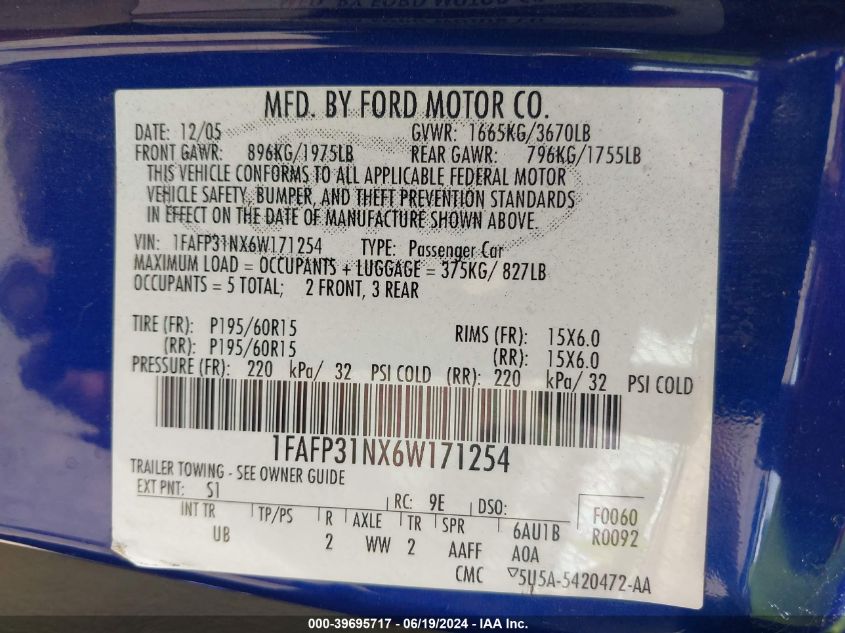 MFD. BY FORD MOTOR CO.
DATE: 12/05 GVWR: 1665KG/3670LB
FRONT GAWR: 896KG/1975LB REAR GAWR: 796KG/1755LB
THIS VEHICLE CONFORMS TO ALL APPLICABLE FEDERAL MOTOR
VEHICLE SAFETY, BUMPER, AND THEFT PREVENTION STANDARDS
IN EFFECT ON THE DATE OF MANUFACTURE SHOWN ABOVE.
VIN: 1FAFP31NX6W171254 TYPE: Passenger Car
MAXIMUM LOAD = OCCUPANTS + LUGGAGE = 375KG/ 827LB
OCCUPANTS = 5 TOTAL; 2 FRONT, 3 REAR
TIRE (FR): P195/60R15 RIMS (FR): 15X6.0
(RR): P195/60R15 (RR): 15X6.0
PRESSURE (FR): 220 kPa/ 32 PSI COLD (RR): 220 kPa/ 32 PSI COLD
1FAFP31NX6W171254
TRAILER TOWING - SEE OWNER GUIDE
EXT PNT: S1 RC: 9E DSO:
INT TR TP/PS R AXLE TR SPR 6AU1B F0060
UB 2 WW 2 AAFF A0A R0092
CMC ▽5U5A-5420472-AA
000-39695717 - 06/19/2024 - IAA Inc.